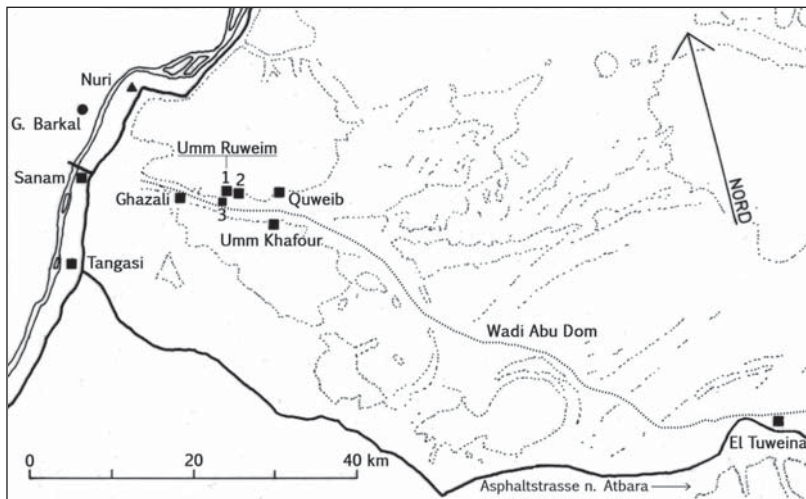 Nuri
G. Barkal
Umm Ruweim
1 2
Sanam
Ghazali
3
Quweib
Umm Khafour
NORD
Tangasi
Wadi Abu Dom
El Tuweina
0 20 40 km
Asphaltstrasse n. Atbara